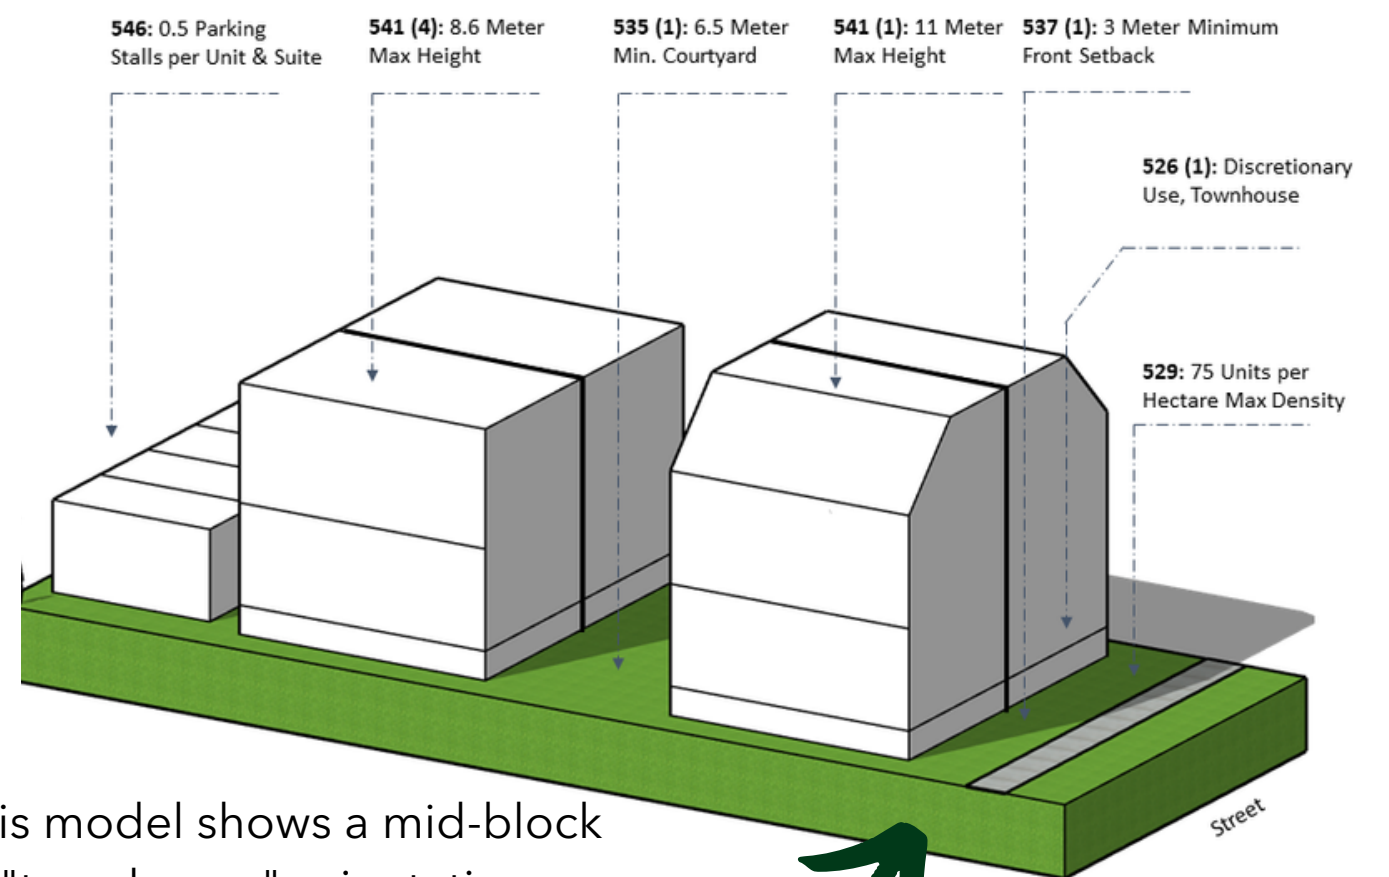 546: 0.5 Parking
Stalls per Unit & Suite
541 (4): 8.6 Meter
Max Height
535 (1): 6.5 Meter
Min. Courtyard
541 (1): 11 Meter
Max Height
537 (1): 3 Meter Minimum
Front Setback
526 (1): Discretionary
Use, Townhouse
529: 75 Units per
Hectare Max Density
Street
is model shows a mid-block